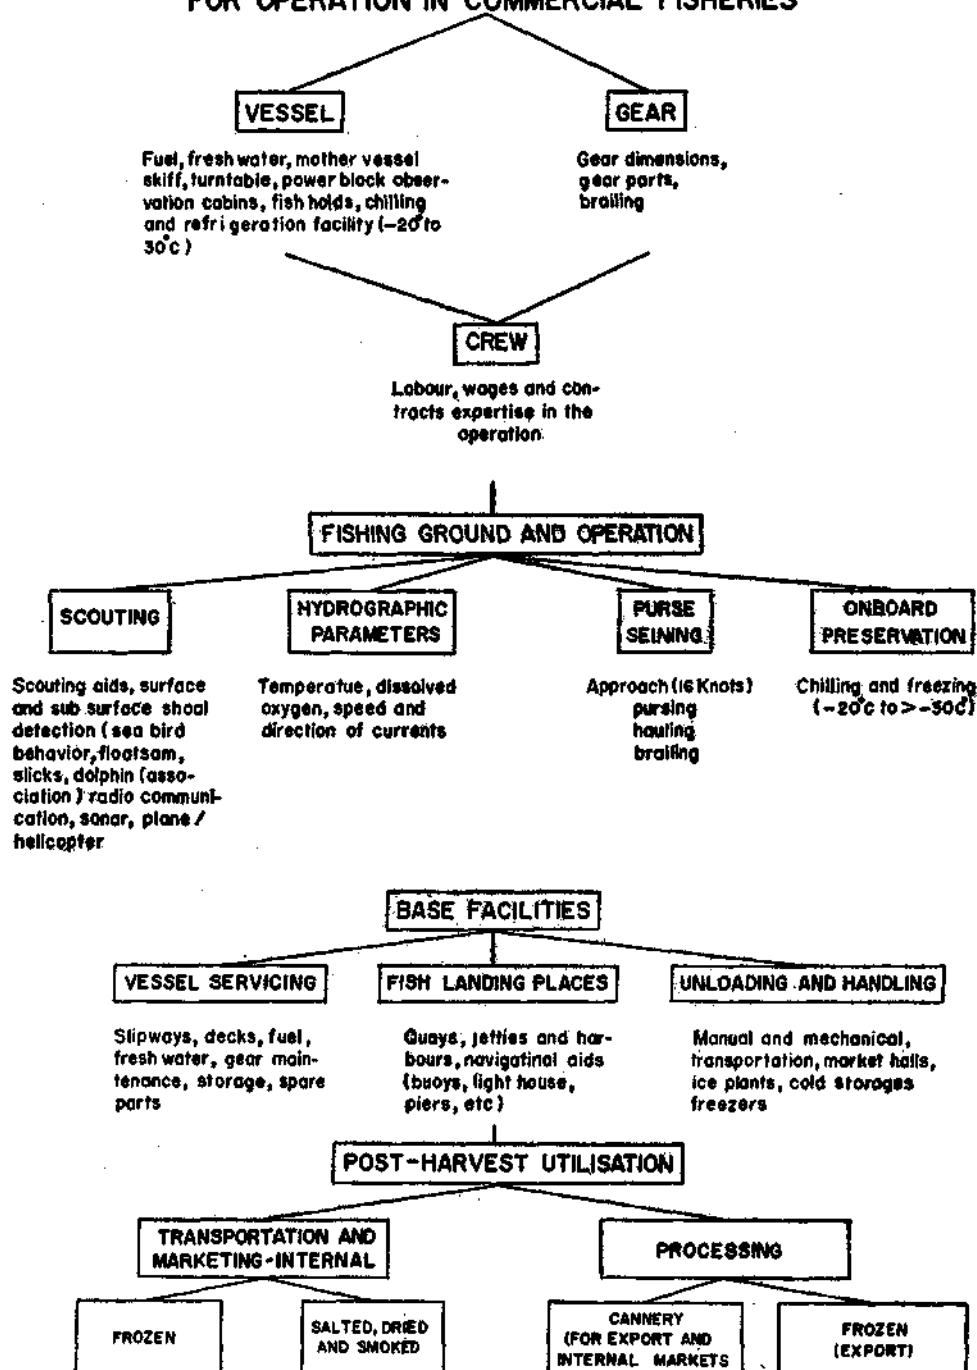 FOR OPERATION IN COMMERCIAL FISHERIES
VESSEL
GEAR
Fuel, fresh water, mother vessel
skiff, turntable, power block obser-
vation cabins, fish holds, chilling
and refrigeration facility (-20° to
30°c)
Gear dimensions,
gear parts,
brailing
CREW
Labour, wages and con-
tracts expertise in the
operation
FISHING GROUND AND OPERATION
SCOUTING
HYDROGRAPHIC
PARAMETERS
PURSE
SEINING
ONBOARD
PRESERVATION
Scouting aids, surface
and sub surface shoal
detection (sea bird
behavior, flootsam,
slicks, dolphin (asso-
ciation) radio communi-
cation, sonar, plane/
helicopter
Temperatue, dissolved
oxygen, speed and
direction of currents
Approach (16 Knots)
pursing
hauling
brailing
Chilling and freezing
(-20°c to >-50°c)
BASE FACILITIES
VESSEL SERVICING
FISH LANDING PLACES
UNLOADING AND HANDLING
Slipways, decks, fuel,
fresh water, gear main-
tenance, storage, spare
parts
Quays, jetties and har-
bours, navigatinal aids
(buoys, light house,
piers, etc)
Manual and mechanical,
transportation, market halls,
ice plants, cold storages
freezers
POST-HARVEST UTILISATION
TRANSPORTATION AND
MARKETING-INTERNAL
PROCESSING
FROZEN
SALTED, DRIED
AND SMOKED
CANNERY
(FOR EXPORT AND
INTERNAL MARKETS
FROZEN
(EXPORT)